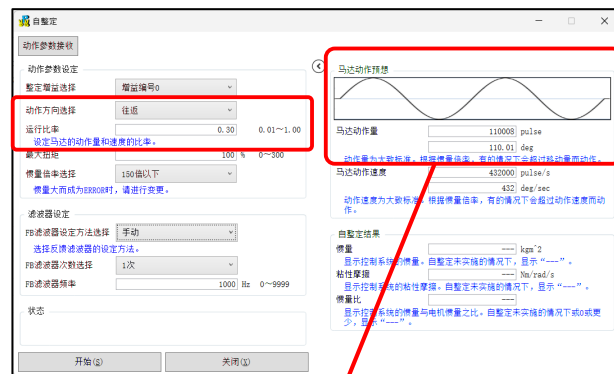 自整定
动作参数接收
动作参数设定
整定增益选择 增益编号0
动作方向选择 往返
运行比率 0.30 0.01~1.00
设定马达的动作量和速度的比率。
最大扭矩 100 % 0~300
惯量倍率选择 150倍以下
惯量大而成为ERROR时，请进行变更。
滤波器设定
FB滤波器设定方法选择 手动
选择反馈滤波器的设定方法。
FB滤波器次数选择 1次
FB滤波器频率 1000 Hz 0~9999
状态
开始(S) 关闭(X)
马达动作预想
马达动作量 110008 pulse
110.01 deg
动作量为大致标准。根据惯量倍率，有的情况下会超过移动量而动作。
马达动作速度 432000 pulse/s
432 deg/sec
动作速度为大致标准。根据惯量倍率，有的情况下会超过动作速度而动
作。
自整定结果
惯量 --- kgm^2
显示控制系统的惯量。自整定未实施的情况下，显示“---”。
粘性摩擦 --- Nm/rad/s
显示控制系统的粘性摩擦。自整定未实施的情况下，显示“---”。
惯量比 ---
显示控制系统的惯量与电机惯量之比。自整定未实施的情况下或0或更
少，显示“---”。